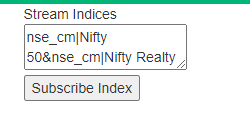 Stream Indices
nse_cm|Nifty
50&nse_cm|Nifty Realty
Subscribe Index